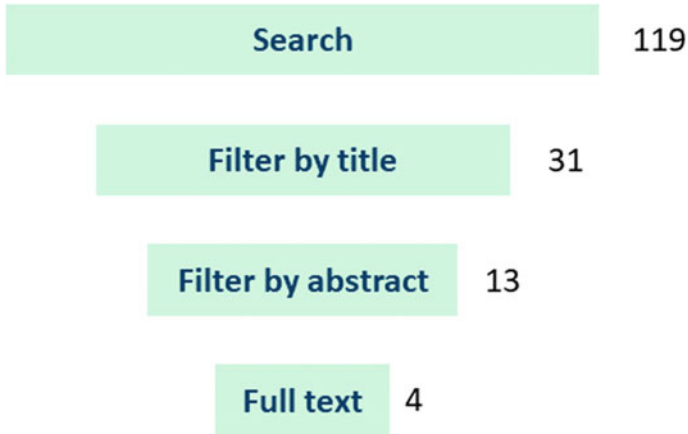 Search 119
Filter by title 31
Filter by abstract 13
Full text 4